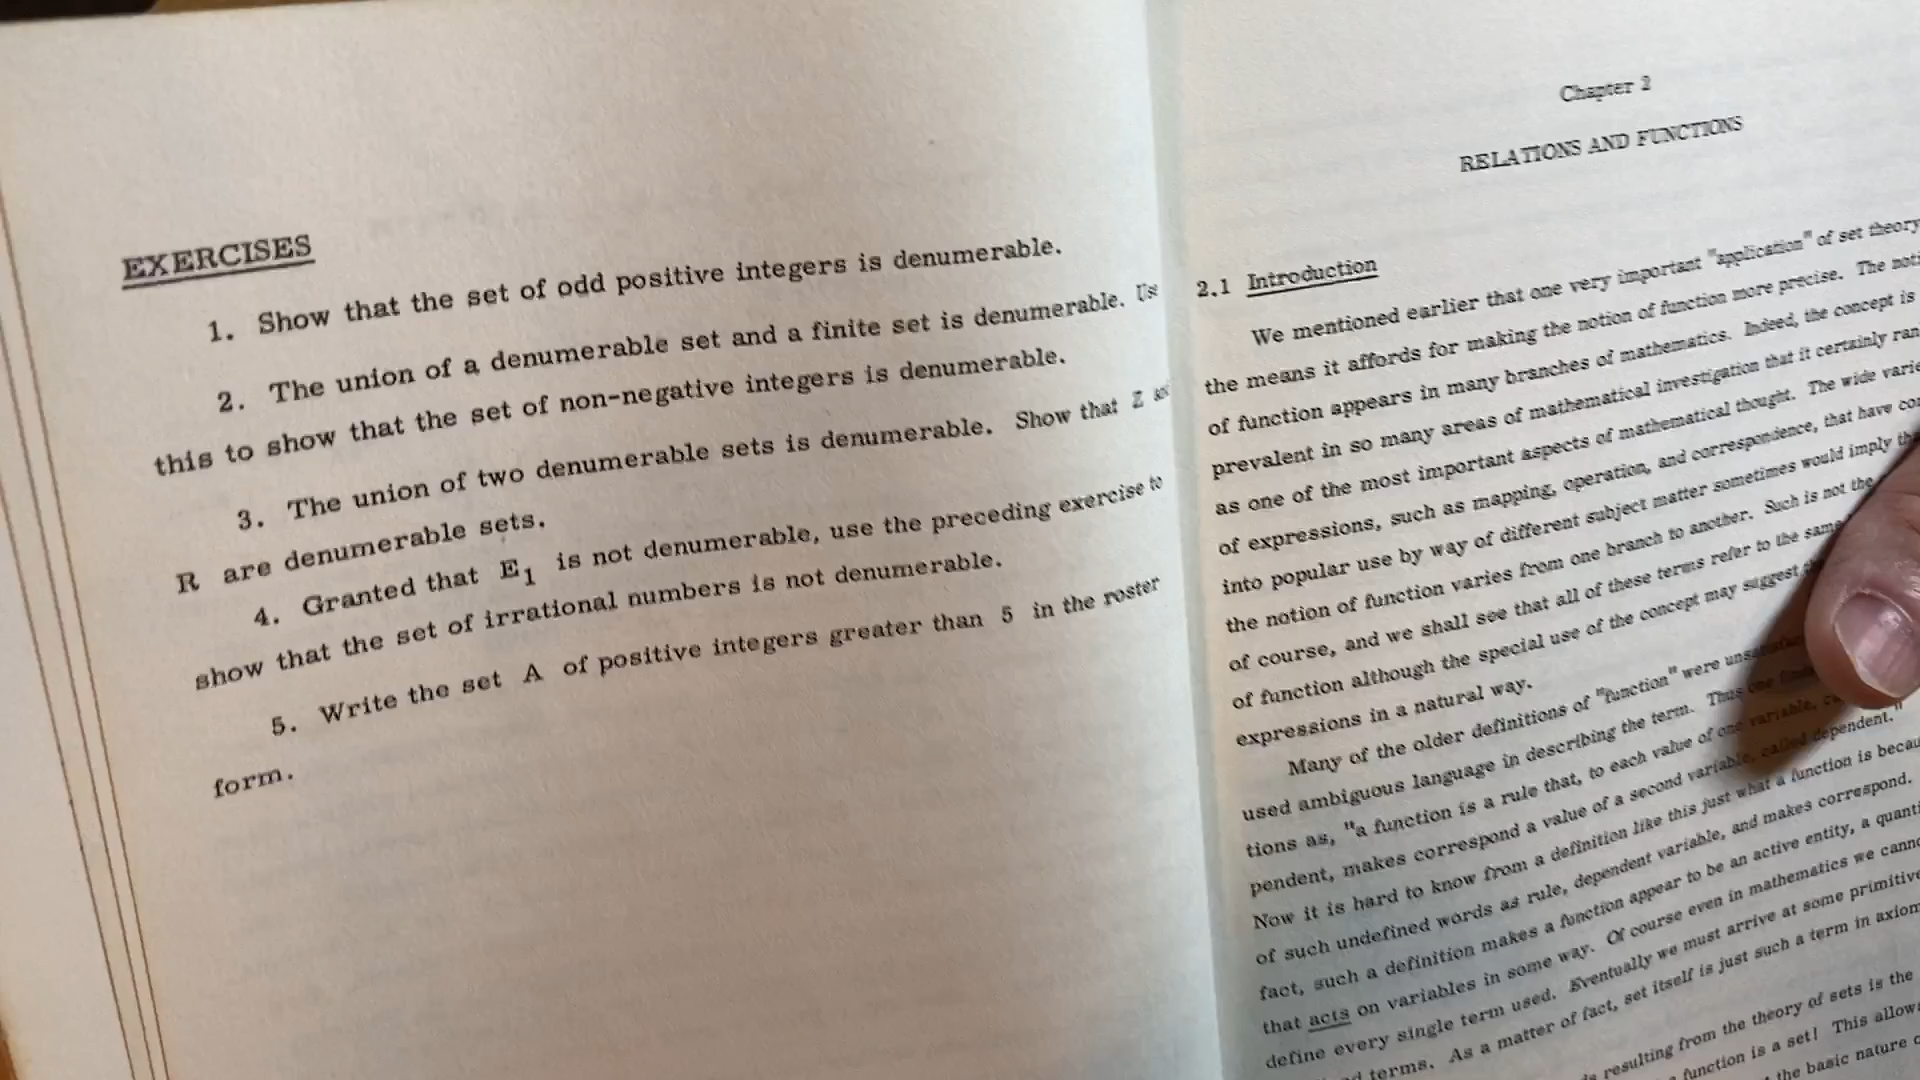 EXERCISES
1. Show that the set of odd positive integers is denumerable.
2. The union of a denumerable set and a finite set is denumerable. Us
this to show that the set of non-negative integers is denumerable.
3. The union of two denumerable sets is denumerable. Show that Z
R are denumerable sets.
4. Granted that E₁ is not denumerable, use the preceding exercise to
show that the set of irrational numbers is not denumerable.
5. Write the set A of positive integers greater than 5 in the roster
form.
Chapter 2
RELATIONS AND FUNCTIONS
2.1 Introduction
We mentioned earlier that one very important "application" of set theory
the means it affords for making the notion of function more precise. The noti
of function appears in many branches of mathematics. Indeed, the concept is
prevalent in so many areas of mathematical investigation that it certainly ran
as one of the most important aspects of mathematical thought. The wide varie
of expressions, such as mapping, operation, and correspondence, that have co
into popular use by way of different subject matter sometimes would imply
the notion of function varies from one branch to another. Such is not the
of course, and we shall see that all of these terms refer to the same
of function although the special use of the concept may suggest
expressions in a natural way.
Many of the older definitions of "function" were
used ambiguous language in describing the term. Thus one
tions as, "a function is a rule that, to each value of one variable,
pendent, makes correspond a value of a second variable, called dependent."
Now it is hard to know from a definition like this just what a function is becau
of such undefined words as rule, dependent variable, and makes correspond.
fact, such a definition makes a function appear to be an active entity, a quanti
that acts on variables in some way. Of course even in mathematics we canno
define every single term used. Eventually we must arrive at some primitive
terms. As a matter of fact, set itself is just such a term in axiom
resulting from the theory of sets is the
function is a set! This allow
the basic nature